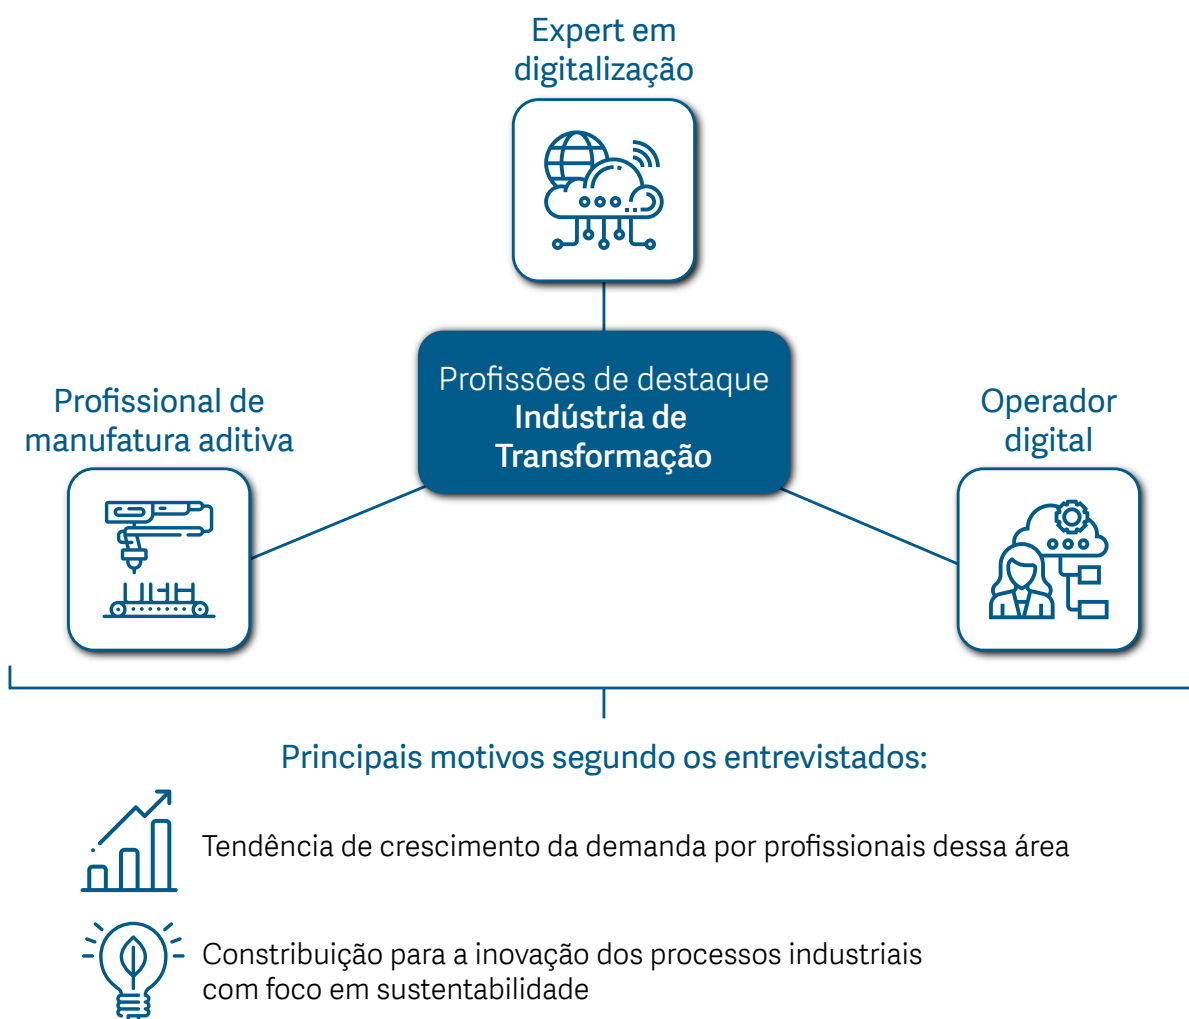 Expert em
digitalização
Profissões de destaque
Indústria de
Transformação
Profissional de
manufatura aditiva
Operador
digital
Principais motivos segundo os entrevistados:
Tendência de crescimento da demanda por profissionais dessa área
Constribuição para a inovação dos processos industriais
com foco em sustentabilidade